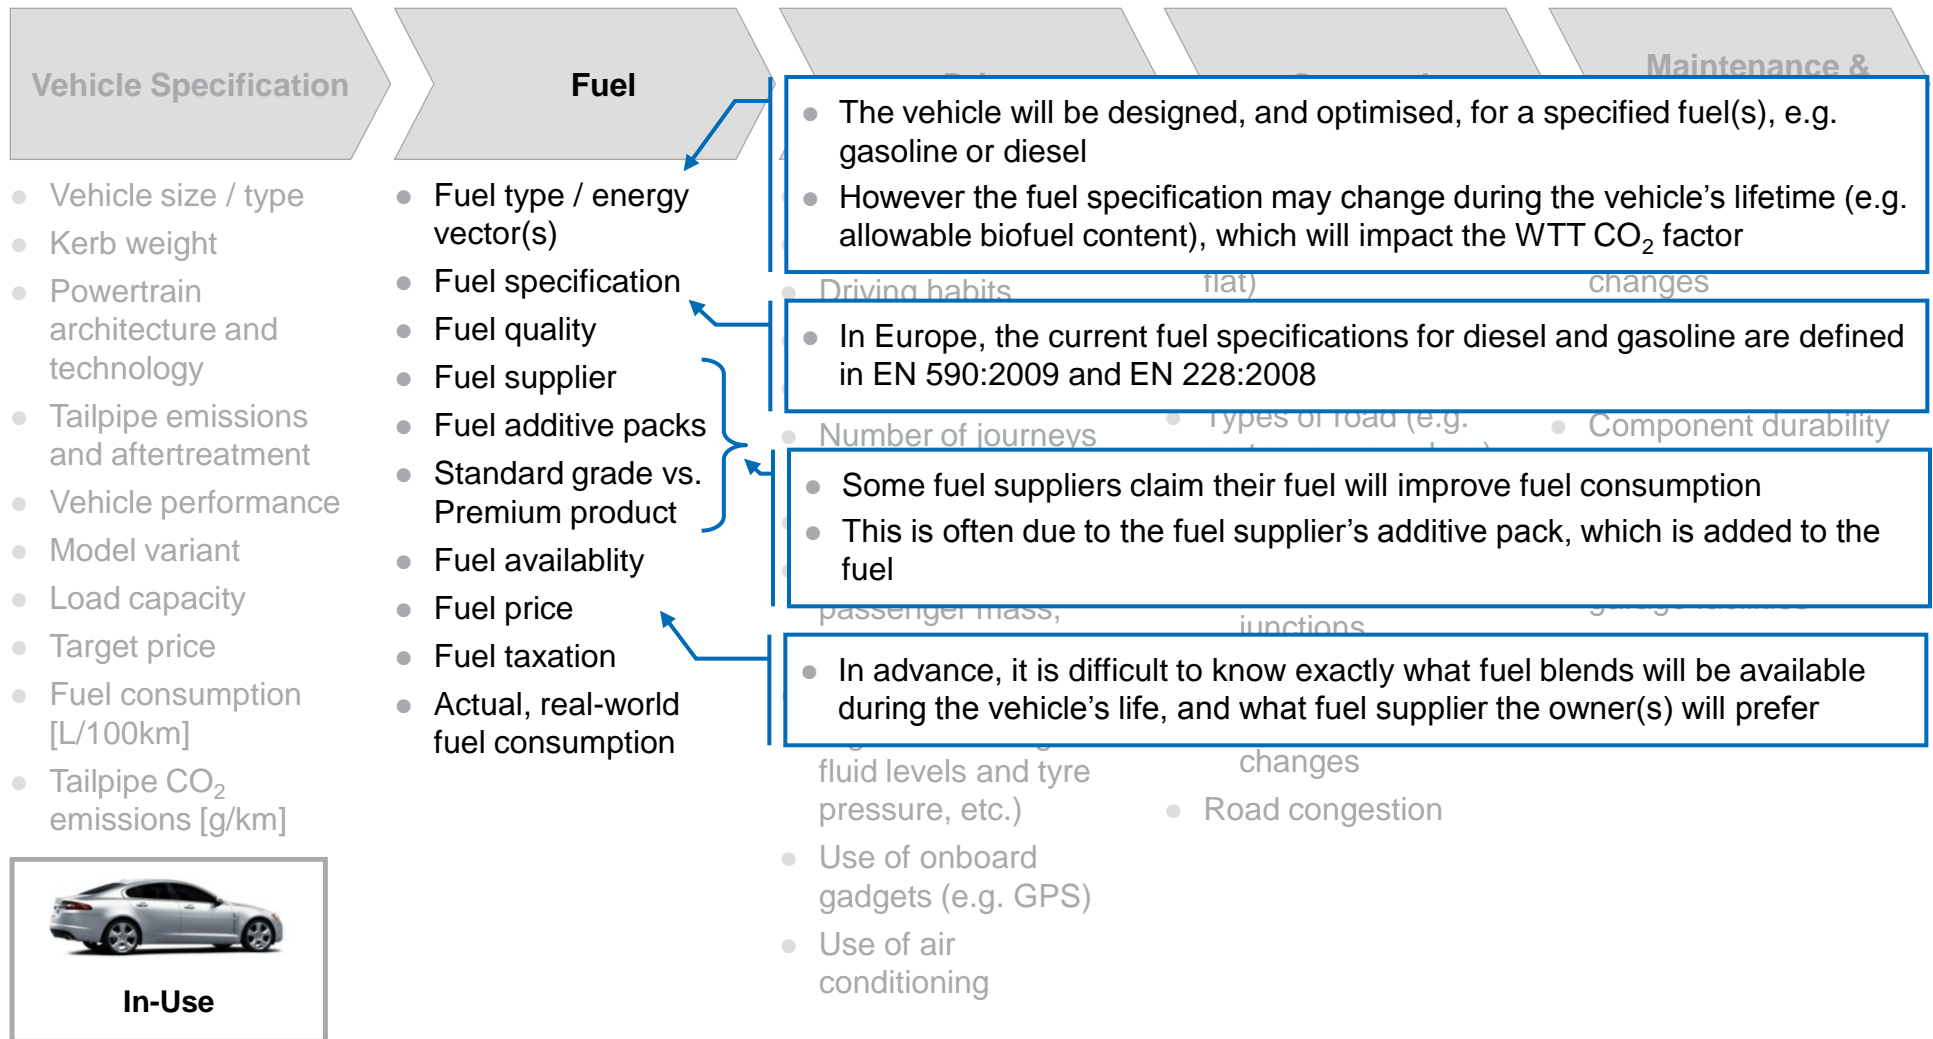 Vehicle Specification
● Vehicle size / type
● Kerb weight
● Powertrain
architecture and
technology
● Tailpipe emissions
and aftertreatment
● Vehicle performance
● Model variant
● Load capacity
● Target price
● Fuel consumption
[L/100km]
● Tailpipe CO₂
emissions [g/km]
In-Use
Fuel
● Fuel type / energy
vector(s)
● Fuel specification
● Fuel quality
● Fuel supplier
● Fuel additive packs
● Standard grade vs.
Premium product
● Fuel availablity
● Fuel price
● Fuel taxation
● Actual, real-world
fuel consumption
● The vehicle will be designed, and optimised, for a specified fuel(s), e.g.
gasoline or diesel
● However the fuel specification may change during the vehicle’s lifetime (e.g.
allowable biofuel content), which will impact the WTT CO₂ factor
● In Europe, the current fuel specifications for diesel and gasoline are defined
in EN 590:2009 and EN 228:2008
● Some fuel suppliers claim their fuel will improve fuel consumption
● This is often due to the fuel supplier’s additive pack, which is added to the
fuel
● In advance, it is difficult to know exactly what fuel blends will be available
during the vehicle’s life, and what fuel supplier the owner(s) will prefer
● Driving habits
● Number of journeys
passenger mass,
fluid levels and tyre
pressure, etc.)
● Use of onboard
gadgets (e.g. GPS)
● Use of air
conditioning
flat)
● Types of road (e.g.
junctions
changes
● Road congestion
Maintenance &
changes
● Component durability